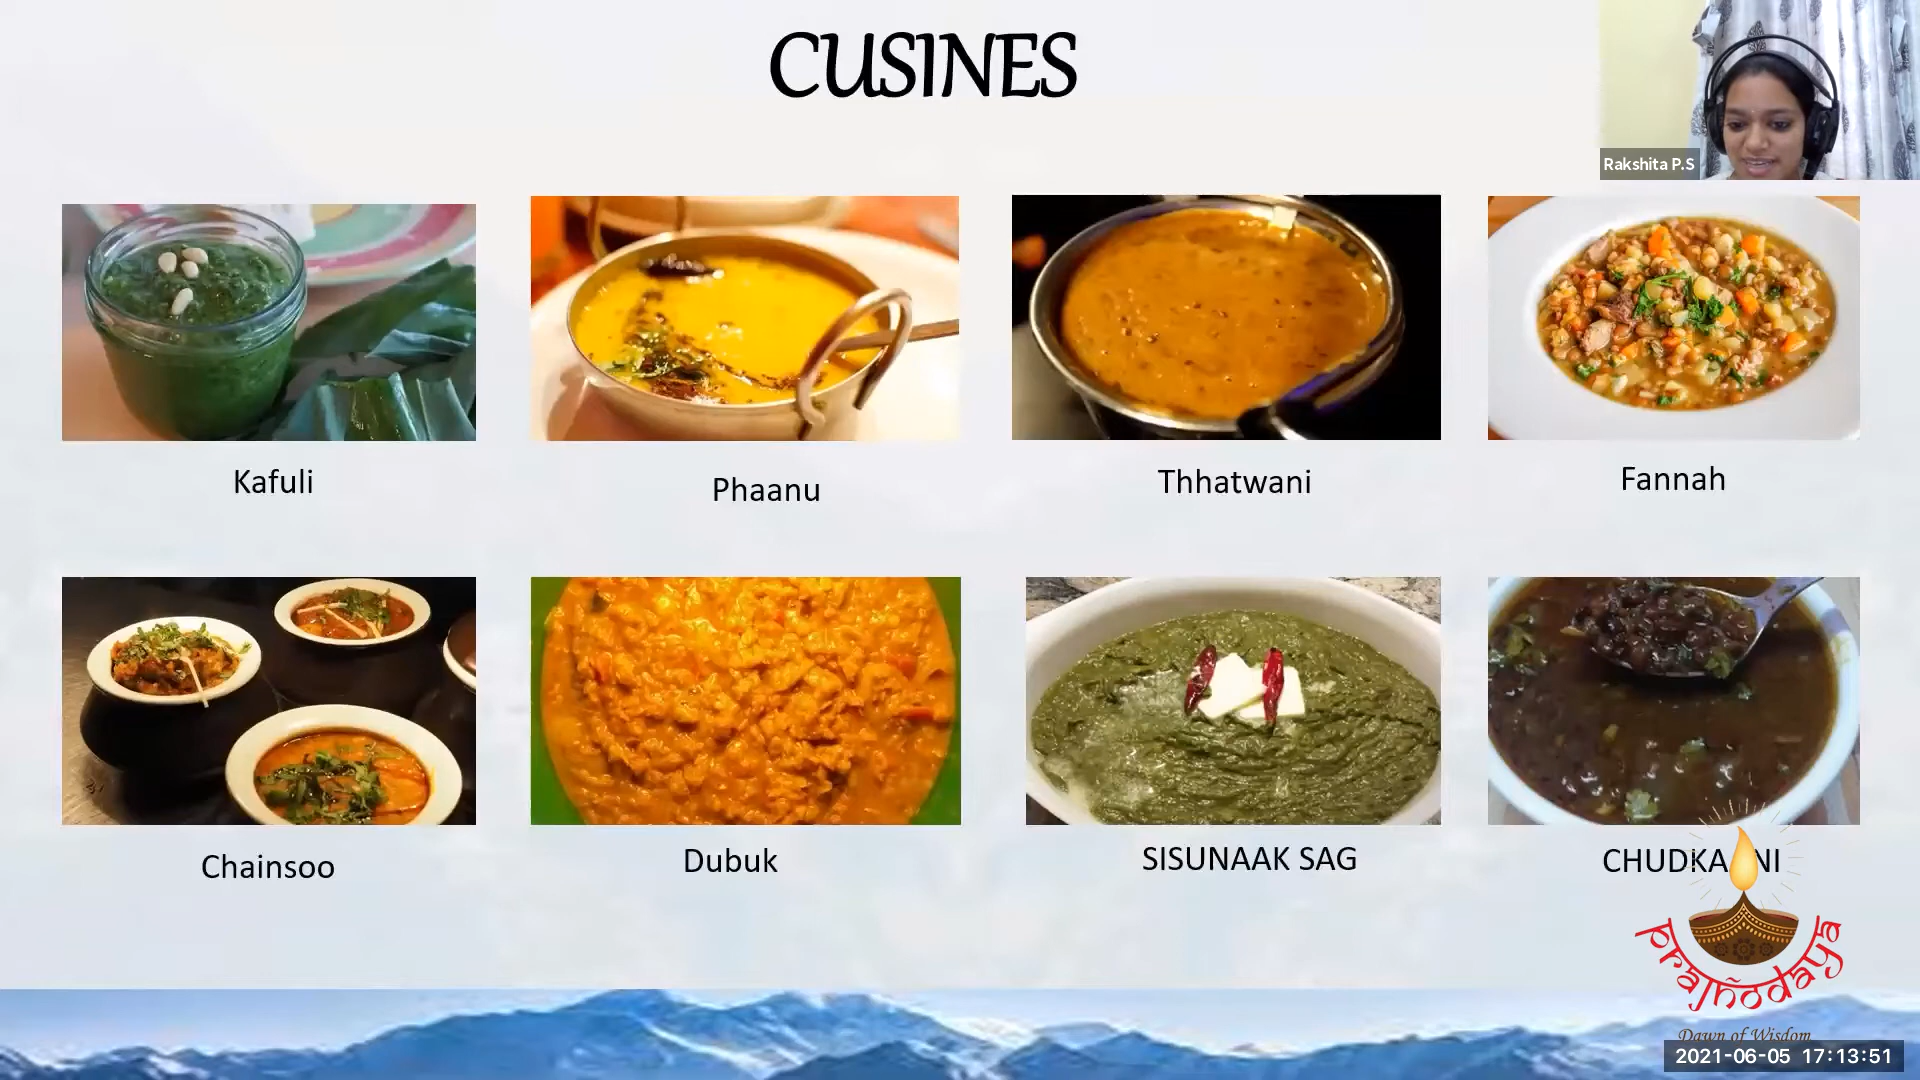 CUSINES
Rakshita P.S
Kafuli
Phaanu
Thhatwani
Fannah
Chainsoo
Dubuk
SISUNAAK SAG
CHUDKA NI
prajñodaya
Dawn of Wisdom
2021-06-05 17:13:51